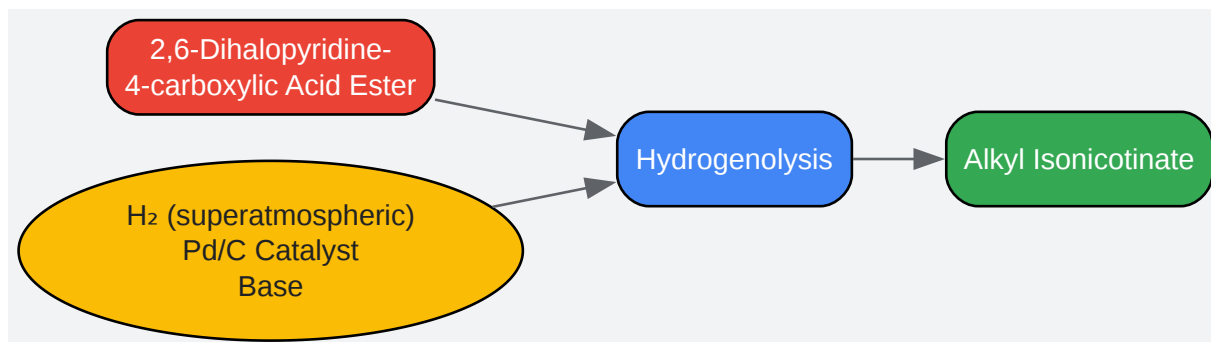 2,6-Dihalopyridine-
4-carboxylic Acid Ester
H₂ (superatmospheric)
Pd/C Catalyst
Base
Hydrogenolysis
Alkyl Isonicotinate